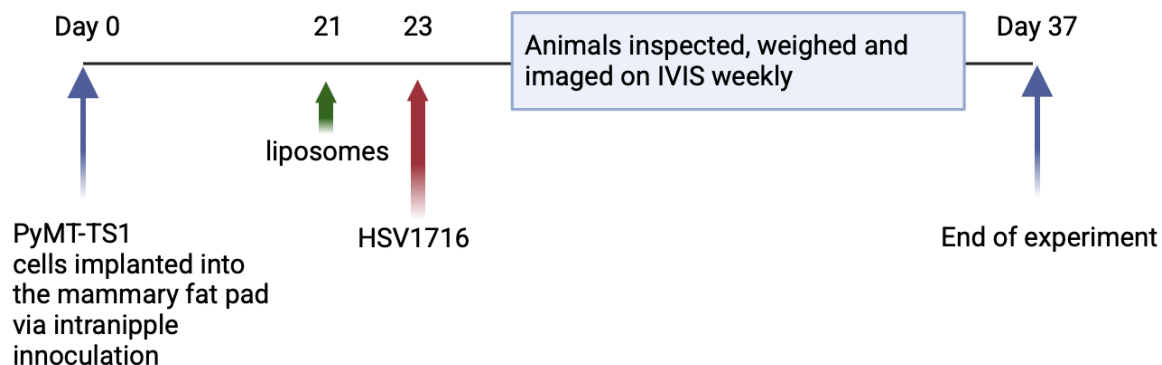 Day 0
21
23
Day 37
Animals inspected, weighed and
imaged on IVIS weekly
liposomes
PyMT-TS1
cells implanted into
the mammary fat pad
via intranipple
innoculation
HSV1716
End of experiment